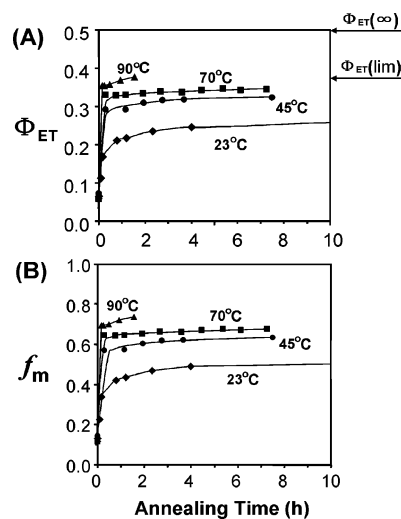 (A)
Φ_ET(∞)
0.5
90°C
70°C
Φ_ET(lim)
0.4
45°C
0.3
Φ_ET
23°C
0.2
0.1
0.0
0 2 4 6 8 10
(B)
1.0
90°C
70°C
0.8
0.6
45°C
f_m
0.4
23°C
0.2
0.0
0 2 4 6 8 10
Annealing Time (h)